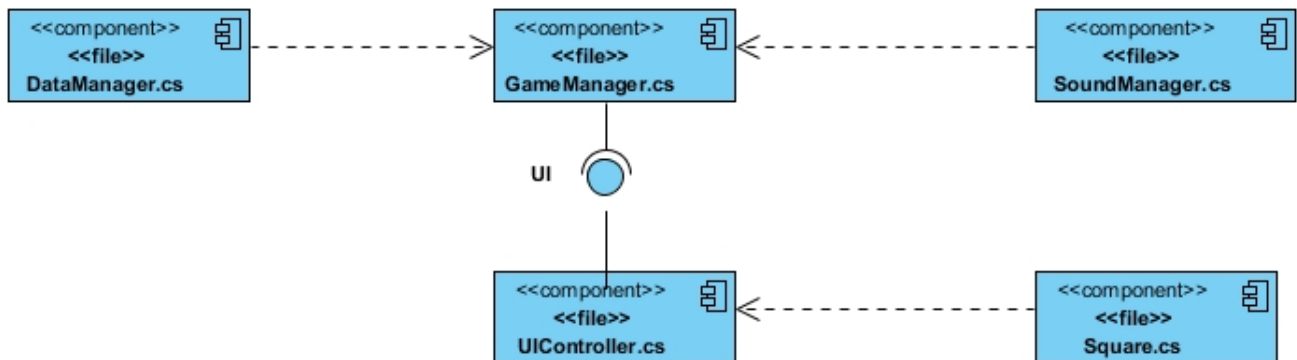 <<component>>
<<file>>
DataManager.cs
<<component>>
<<file>>
GameManager.cs
<<component>>
<<file>>
SoundManager.cs
UI
<<component>>
<<file>>
UIController.cs
<<component>>
<<file>>
Square.cs